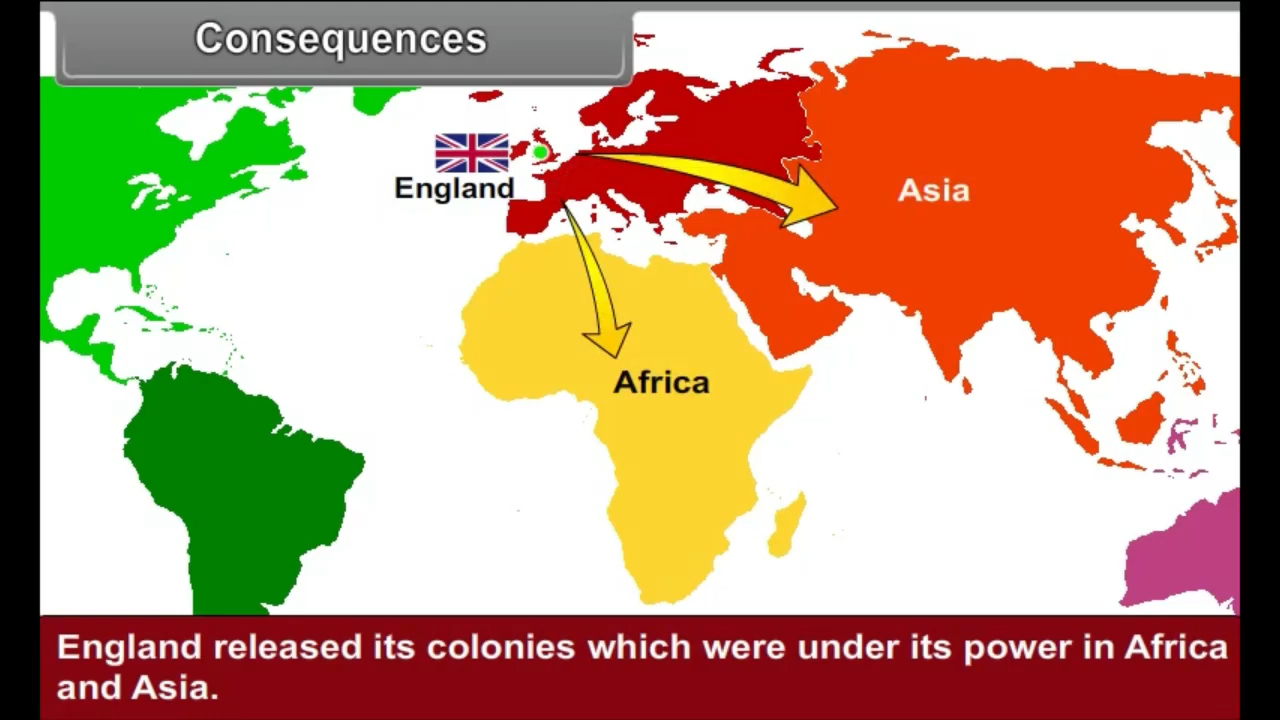 Consequences
England
Asia
Africa
England released its colonies which were under its power in Africa
and Asia.